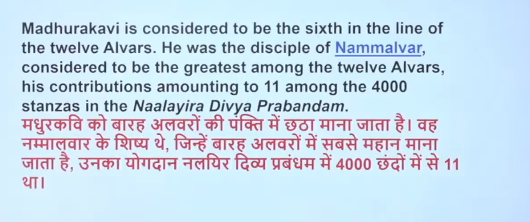 Madhurakavi is considered to be the sixth in the line of
the twelve Alvars. He was the disciple of Nammalvar,
considered to be the greatest among the twelve Alvars,
his contributions amounting to 11 among the 4000
stanzas in the Naalayira Divya Prabandam.
मधुरकवि को बारह अलवरों की पंक्ति में छठा माना जाता है। वह
नम्मालवार के शिष्य थे, जिन्हें बारह अलवरों में सबसे महान माना
जाता है, उनका योगदान नलयिर दिव्य प्रबंधम में 4000 छंदों में से 11
था।